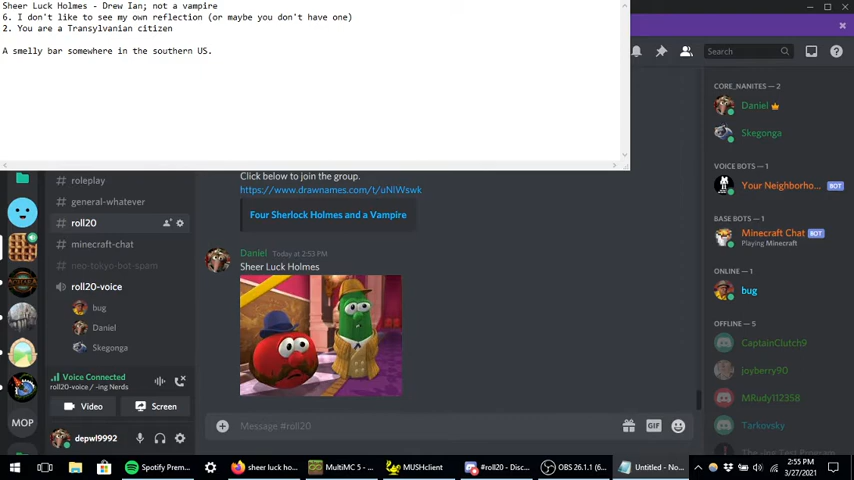 Sheer Luck Holmes - Drew Ian; not a vampire
6. I don't like to see my own reflection (or maybe you don't have one)
2. You are a Transylvanian citizen
A smelly bar somewhere in the southern US.
Search
CORE_NANITES — 2
Daniel
Skegonga
VOICE BOTS — 1
Your Neighborho... BOT
BASE BOTS — 1
Minecraft Chat BOT
Playing Minecraft
ONLINE — 1
bug
OFFLINE — 5
CaptainClutch9
joyberry90
MRudy112358
Tarkovsky
The -Ing Test Program
# roleplay
# general-whatever
# roll20
# minecraft-chat
# neo-tokyo-bot-spam
roll20-voice
bug
Daniel
Skegonga
Voice Connected
roll20-voice / -ing Nerds
Video
Screen
MOP
depwl9992
Click below to join the group.
https://www.drawnames.com/t/uNIWswk
Four Sherlock Holmes and a Vampire
Daniel Today at 2:53 PM
Sheer Luck Holmes
Message #roll20
GIF
Spotify Prem...
sheer luck ho...
MultiMC 5 - ...
MUSHclient
#roll20 - Disc...
OBS 26.1.1 (6...
Untitled - No...
2:55 PM
3/27/2021